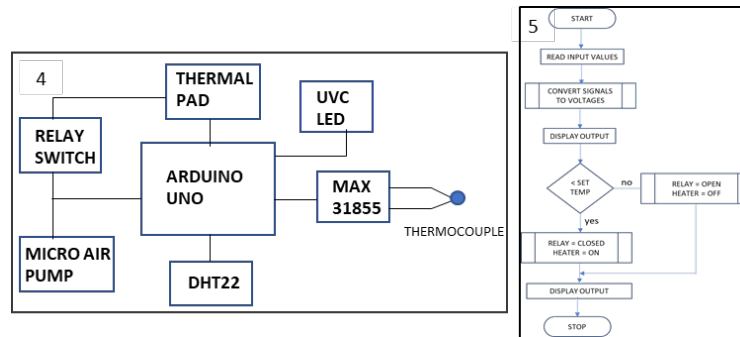 4
THERMAL
PAD
UVC
LED
RELAY
SWITCH
ARDUINO
UNO
MAX
31855
THERMOCOUPLE
MICRO AIR
PUMP
DHT22
5
START
READ INPUT VALUES
CONVERT SIGNALS
TO VOLTAGES
DISPLAY OUTPUT
< SET
TEMP
no
RELAY = OPEN
HEATER = OFF
yes
RELAY = CLOSED
HEATER = ON
DISPLAY OUTPUT
STOP